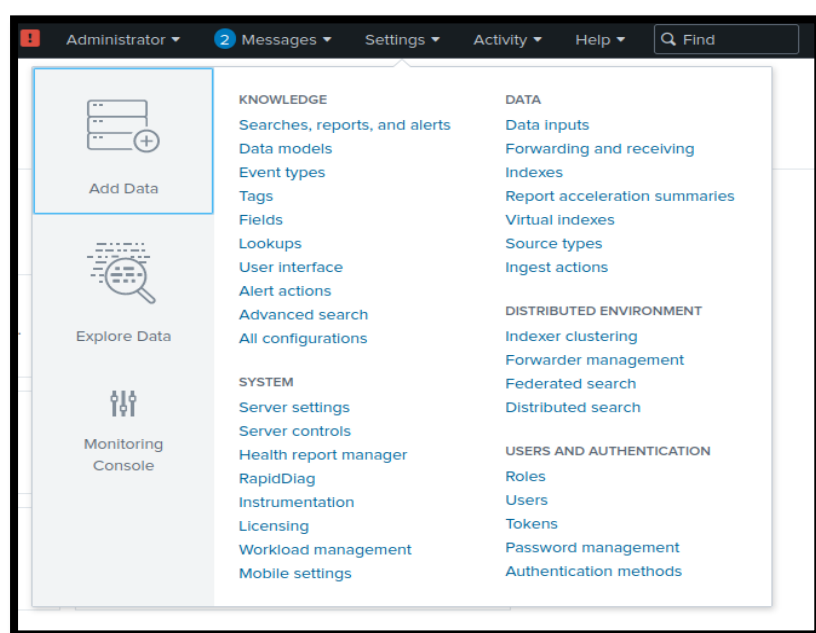 ! Administrator ▾ 2 Messages ▾ Settings ▾ Activity ▾ Help ▾ Find
Add Data
Explore Data
Monitoring
Console
KNOWLEDGE
Searches, reports, and alerts
Data models
Event types
Tags
Fields
Lookups
User interface
Alert actions
Advanced search
All configurations
SYSTEM
Server settings
Server controls
Health report manager
RapidDiag
Instrumentation
Licensing
Workload management
Mobile settings
DATA
Data inputs
Forwarding and receiving
Indexes
Report acceleration summaries
Virtual indexes
Source types
Ingest actions
DISTRIBUTED ENVIRONMENT
Indexer clustering
Forwarder management
Federated search
Distributed search
USERS AND AUTHENTICATION
Roles
Users
Tokens
Password management
Authentication methods